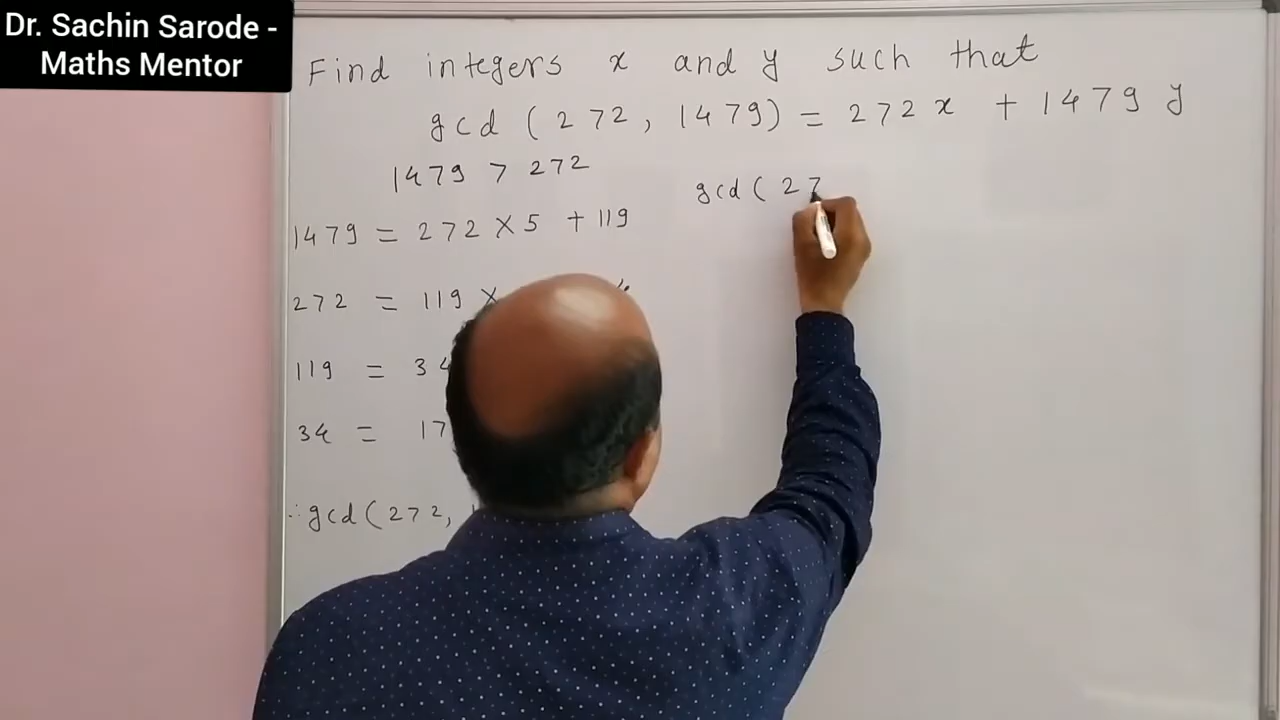 Dr. Sachin Sarode -
Maths Mentor
Find integers x and y such that
gcd (272, 1479) = 272 x + 1479 y
1479 > 272
gcd ( 27
1479 = 272 × 5 + 119
272 = 119 ×
119 = 34
34 = 17
∴ gcd (272,